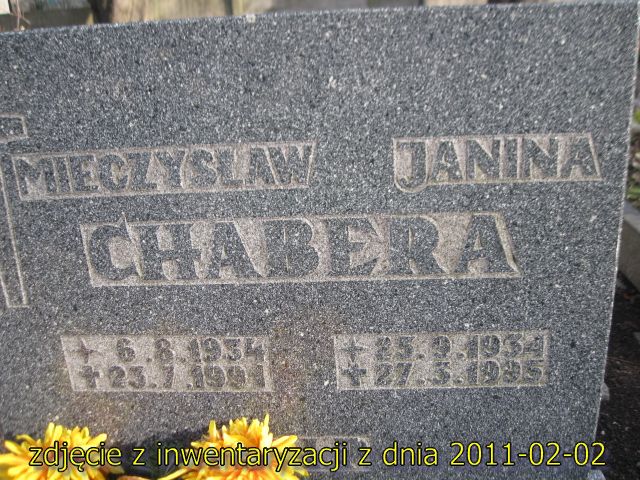 MIECZYSŁAW JANINA
CHABERA
* 6.8.1934 * 23.9.1934
✝ 23.7.1991 ✝ 27.3.1995
zdjęcie z inwentaryzacji z dnia 2011-02-02